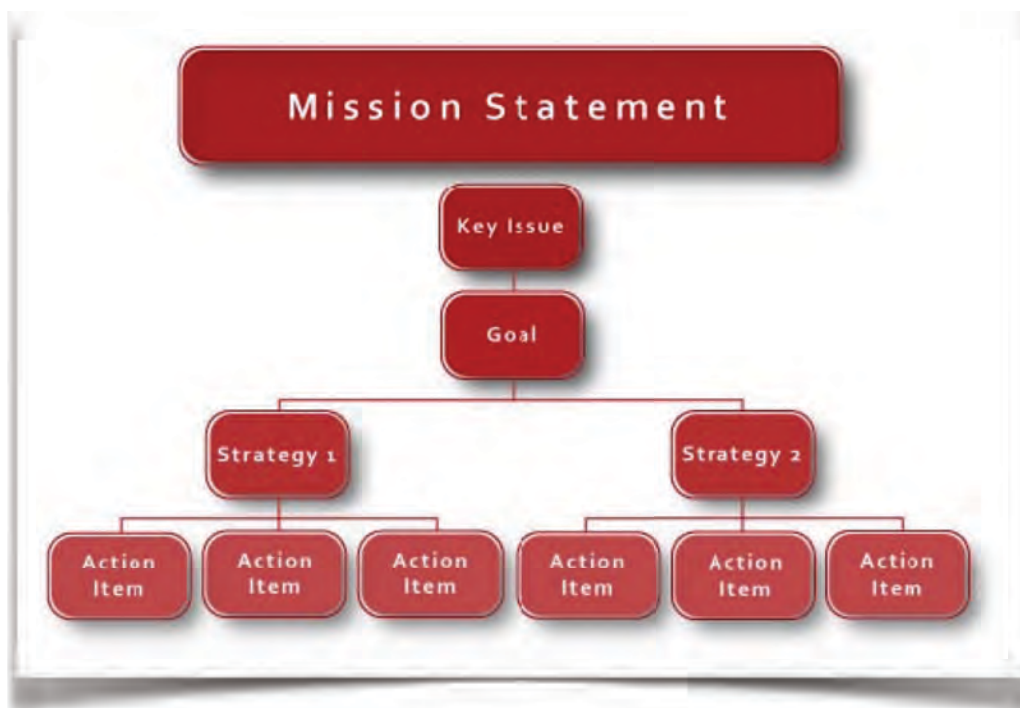 Mission Statement
Key Issue
Goal
Strategy 1
Strategy 2
Action
Item
Action
Item
Action
Item
Action
Item
Action
Item
Action
Item